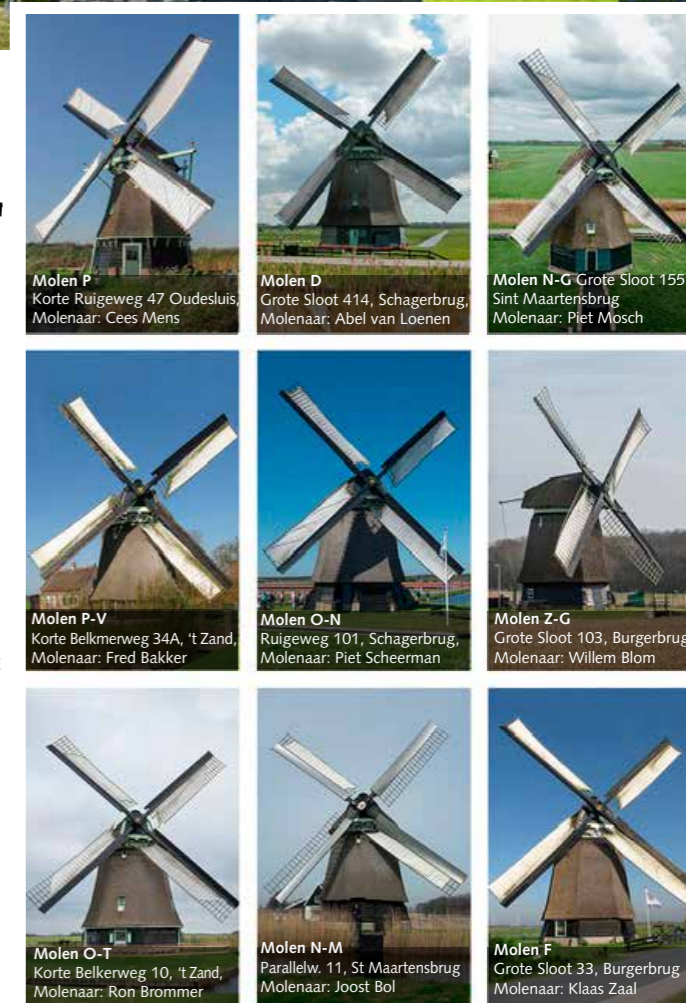 Molen P
Korte Ruigeweg 47 Oudesluis,
Molenaar: Cees Mens
Molen D
Grote Sloot 414, Schagerbrug,
Molenaar: Abel van Loenen
Molen N-G Grote Sloot 155
Sint Maartensbrug
Molenaar: Piet Mosch
Molen P-V
Korte Belkmerweg 34A, 't Zand,
Molenaar: Fred Bakker
Molen O-N
Ruigeweg 101, Schagerbrug,
Molenaar: Piet Scheerman
Molen Z-G
Grote Sloot 103, Burgerbrug
Molenaar: Willem Blom
Molen O-T
Korte Belkerweg 10, 't Zand,
Molenaar: Ron Brommer
Molen N-M
Parallelw. 11, St Maartensbrug
Molenaar: Joost Bol
Molen F
Grote Sloot 33, Burgerbrug
Molenaar: Klaas Zaal